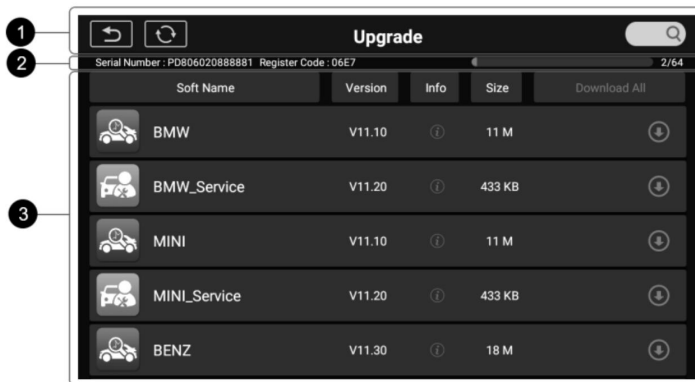 1
Upgrade
2
Serial Number : PD806020888881 Register Code : 06E7 2/64
Soft Name Version Info Size Download All
BMW V11.10 i 11 M
BMW_Service V11.20 i 433 KB
3
MINI V11.10 i 11 M
MINI_Service V11.20 i 433 KB
BENZ V11.30 i 18 M